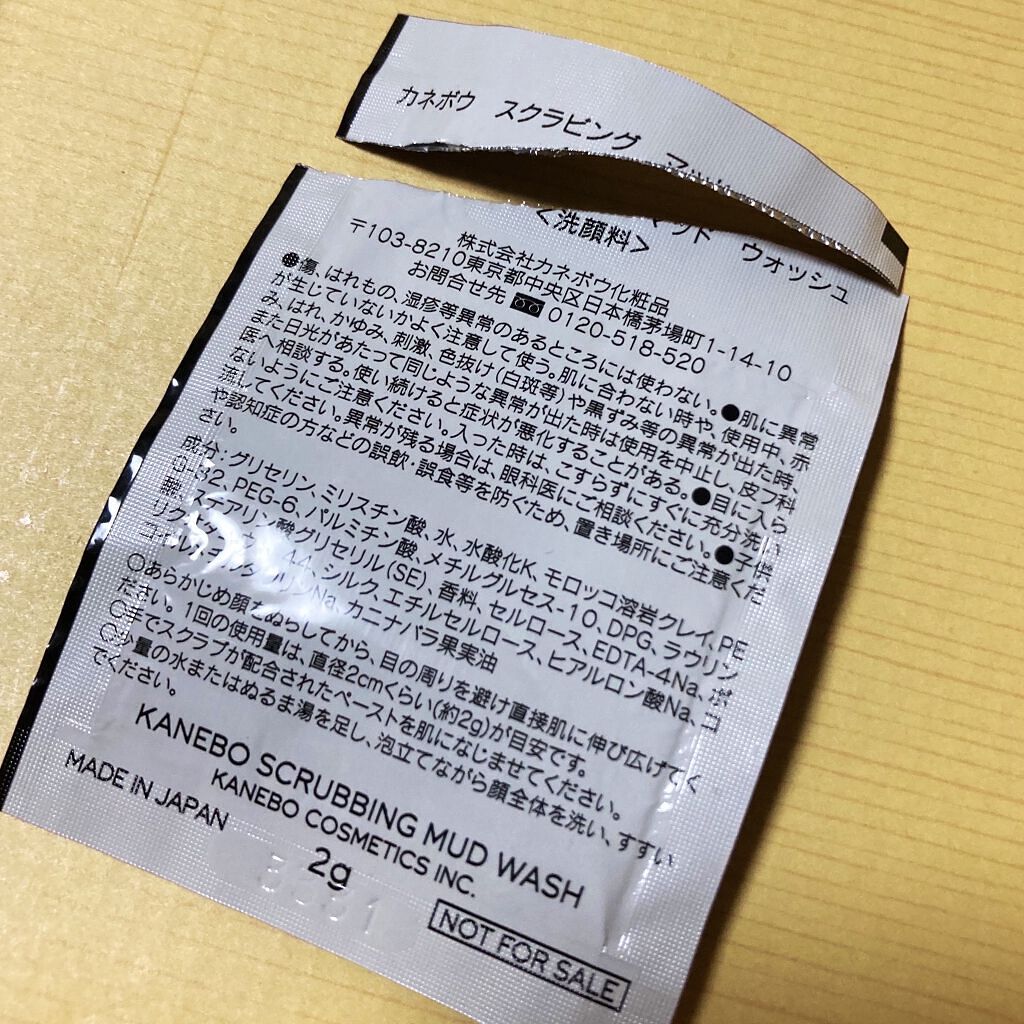 カネボウ スクラビング マッド ウォッシュ
<洗顔料>
株式会社カネボウ化粧品
〒103-8210東京都中央区日本橋茅場町1-14-10
お問合せ先 0120-518-520
●傷、はれもの、湿疹等異常のあるところには使わない。●肌に異常
が生じていないかよく注意して使う。肌に合わない時や、使用中、赤
み、はれ、かゆみ、刺激、色抜け(白斑等)や黒ずみ等の異常が出た時、
また日光があたって同じような異常が出た時は使用を中止し、皮フ科
医へ相談する。使い続けると症状が悪化することがある。●目に入ら
ないようにご注意ください。入った時は、こすらずにすぐに充分洗い
流してください。異常が残る場合は、眼科医にご相談ください。●子供
や認知症の方などの誤飲・誤食等を防ぐため、置き場所にご注意くだ
さい。
成分:グリセリン、ミリスチン酸、水、水酸化K、モロッコ溶岩クレイ、PE
G-32、PEG-6、パルミチン酸、メチルグルセス-10、DPG、ラウリン
酸、ステアリン酸グリセリル(SE)、香料、セルロース、EDTA-4Na、ポ
リクオタニウム-44、シルク、エチルセルロース、ヒアルロン酸Na、コ
Na、カニナバラ果実油
○あらかじめ顔をぬらしてから、目の周りを避け直接肌に伸び広げてく
ださい。1回の使用量は、直径2cmくらい(約2g)が目安です。
スクラブが配合されたペーストを肌になじませてください。
量の水またはぬるま湯を足し、泡立てながら顔全体を洗い、すすい
でください。
KANEBO SCRUBBING MUD WASH
KANEBO COSMETICS INC.
MADE IN JAPAN
2g
NOT FOR SALE